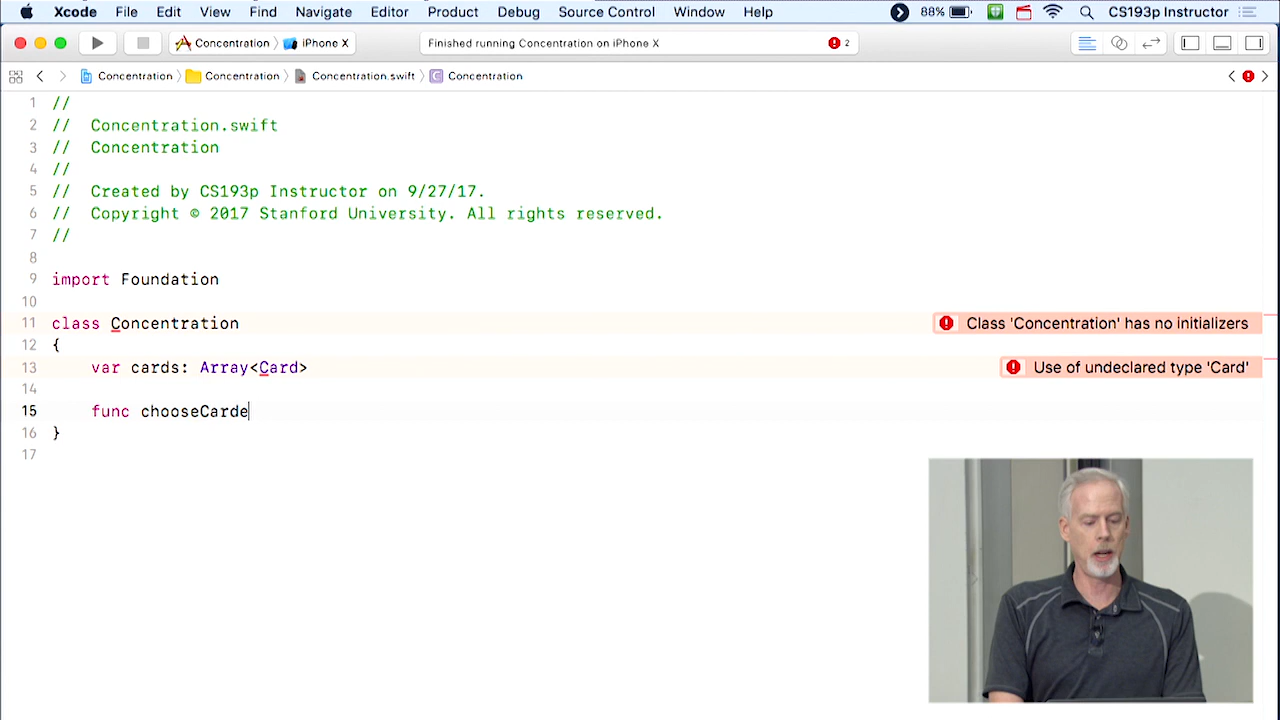 Xcode File Edit View Find Navigate Editor Product Debug Source Control Window Help 88% CS193p Instructor
Concentration iPhone X Finished running Concentration on iPhone X 2
Concentration Concentration Concentration.swift C Concentration
1 //
2 // Concentration.swift
3 // Concentration
4 //
5 // Created by CS193p Instructor on 9/27/17.
6 // Copyright © 2017 Stanford University. All rights reserved.
7 //
8
9 import Foundation
10
11 class Concentration Class 'Concentration' has no initializers
12 {
13 var cards: Array<Card> Use of undeclared type 'Card'
14
15 func chooseCarde
16 }
17